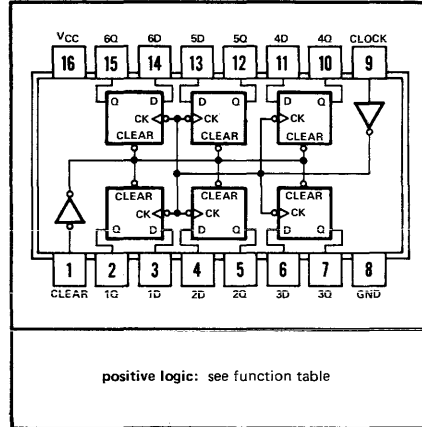 VCC 6Q 6D 5D 5Q 4D 4Q CLOCK
16 15 14 13 12 11 10 9
Q D D Q D Q
CK CK CK
CLEAR CLEAR CLEAR
CLEAR CLEAR CLEAR
CK CK CK
Q D D Q D Q
1 2 3 4 5 6 7 8
CLEAR 1Q 1D 2D 2Q 3D 3Q GND
positive logic: see function table